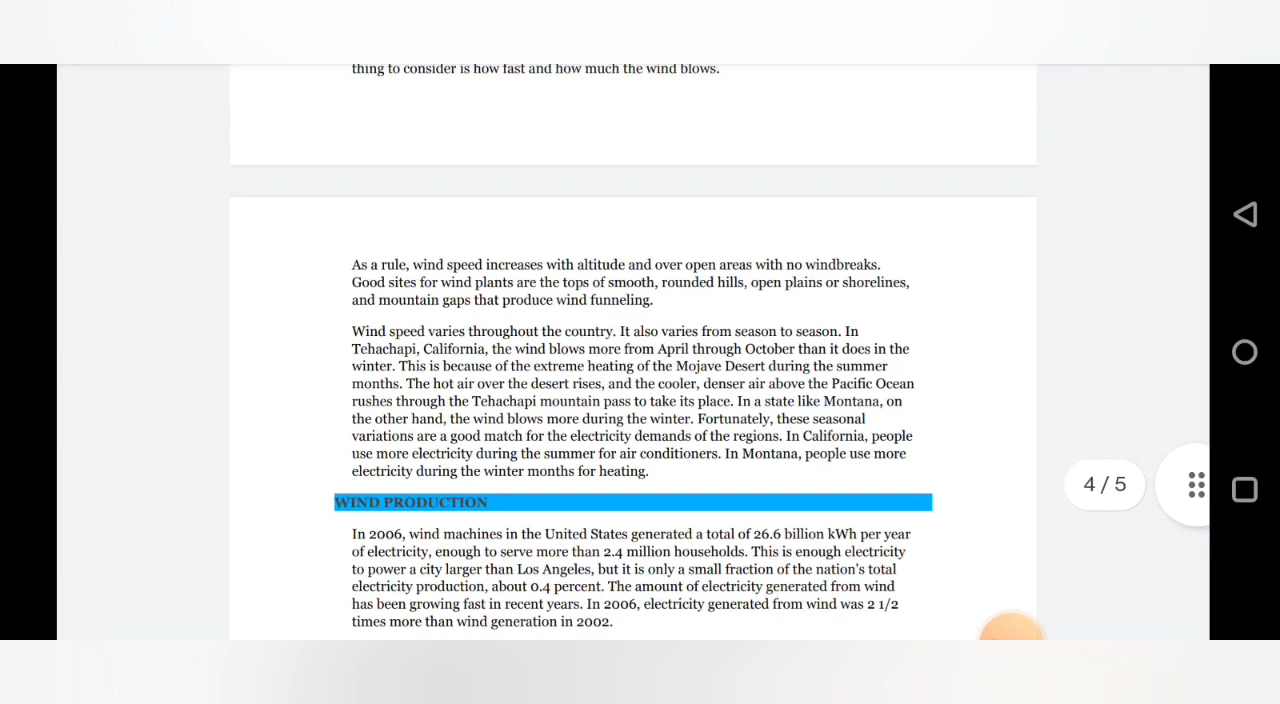 thing to consider is how fast and how much the wind blows.
As a rule, wind speed increases with altitude and over open areas with no windbreaks.
Good sites for wind plants are the tops of smooth, rounded hills, open plains or shorelines,
and mountain gaps that produce wind funneling.
Wind speed varies throughout the country. It also varies from season to season. In
Tehachapi, California, the wind blows more from April through October than it does in the
winter. This is because of the extreme heating of the Mojave Desert during the summer
months. The hot air over the desert rises, and the cooler, denser air above the Pacific Ocean
rushes through the Tehachapi mountain pass to take its place. In a state like Montana, on
the other hand, the wind blows more during the winter. Fortunately, these seasonal
variations are a good match for the electricity demands of the regions. In California, people
use more electricity during the summer for air conditioners. In Montana, people use more
electricity during the winter months for heating.
4 / 5
WIND PRODUCTION
In 2006, wind machines in the United States generated a total of 26.6 billion kWh per year
of electricity, enough to serve more than 2.4 million households. This is enough electricity
to power a city larger than Los Angeles, but it is only a small fraction of the nation's total
electricity production, about 0.4 percent. The amount of electricity generated from wind
has been growing fast in recent years. In 2006, electricity generated from wind was 2 1/2
times more than wind generation in 2002.